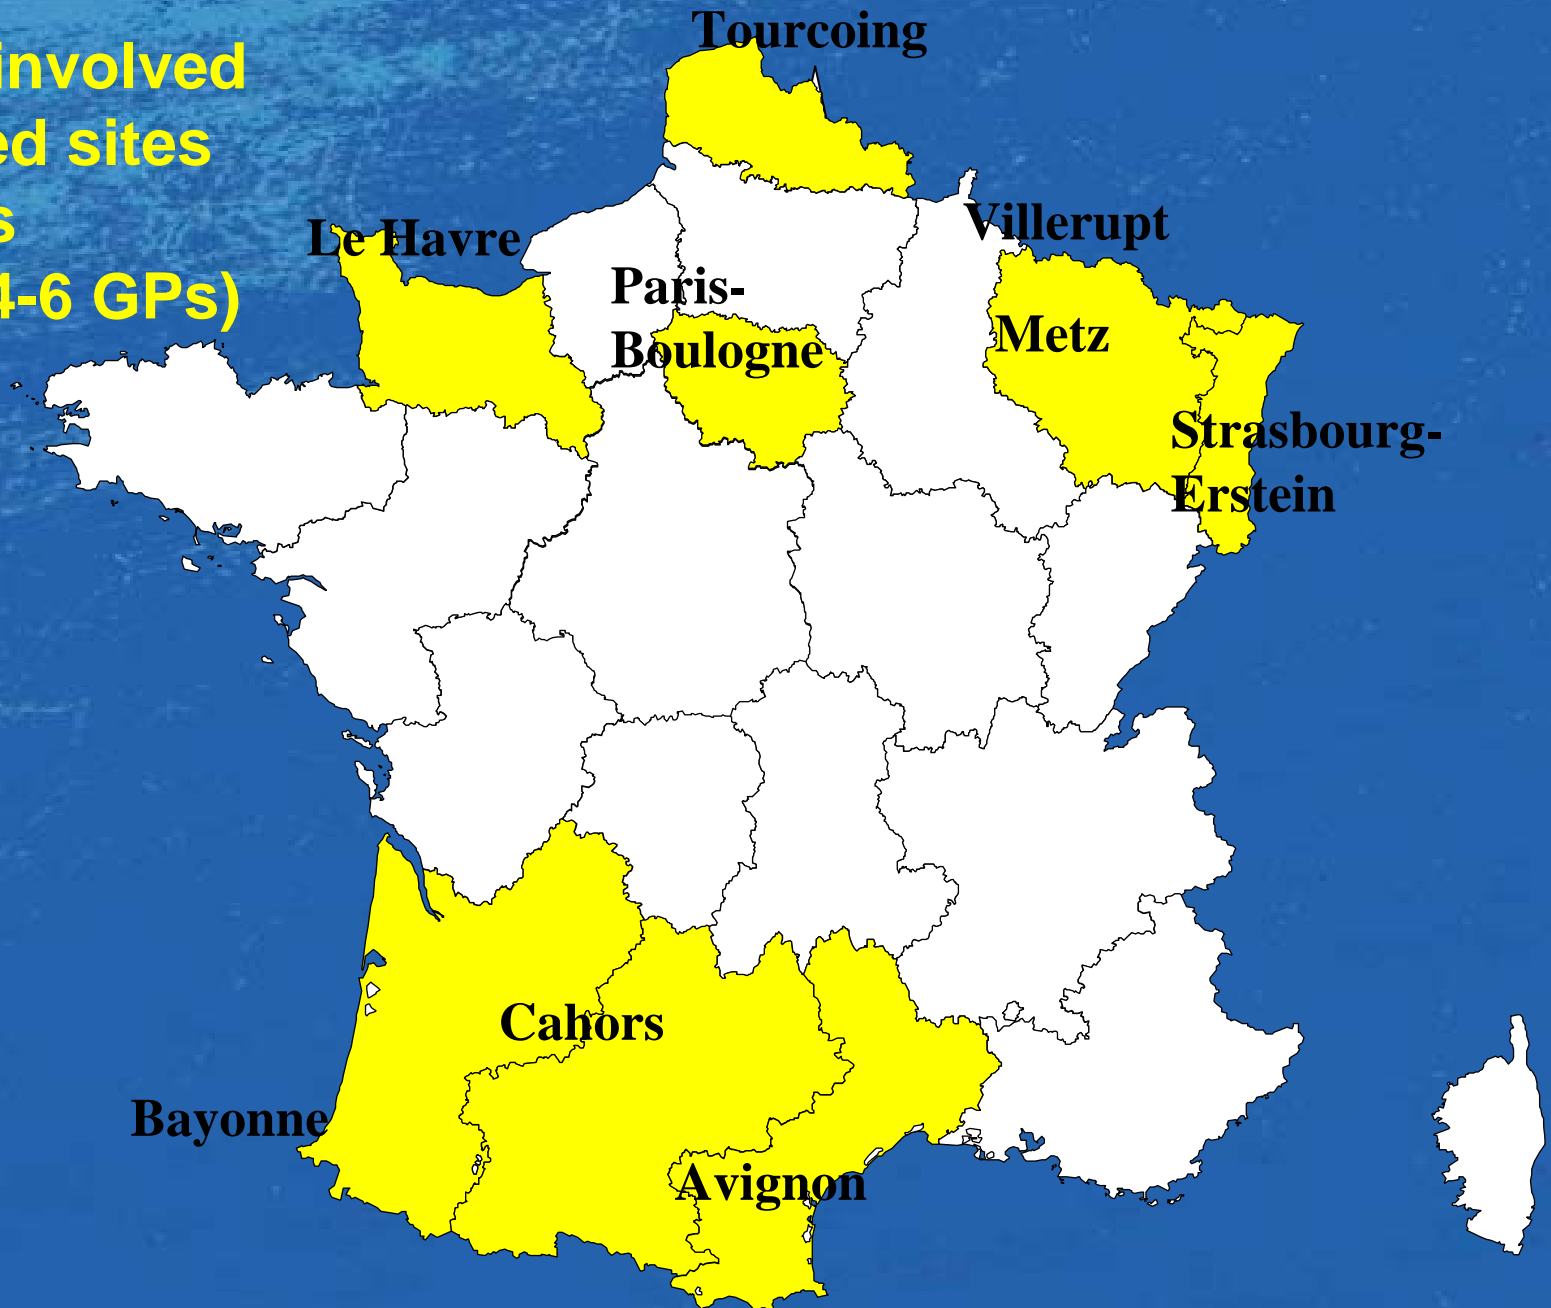 involved
ed sites
s
4-6 GPs)
Tourcoing
Le Havre
Villerupt
Paris-
Boulogne
Metz
Strasbourg-
Erstein
Cahors
Bayonne
Avignon